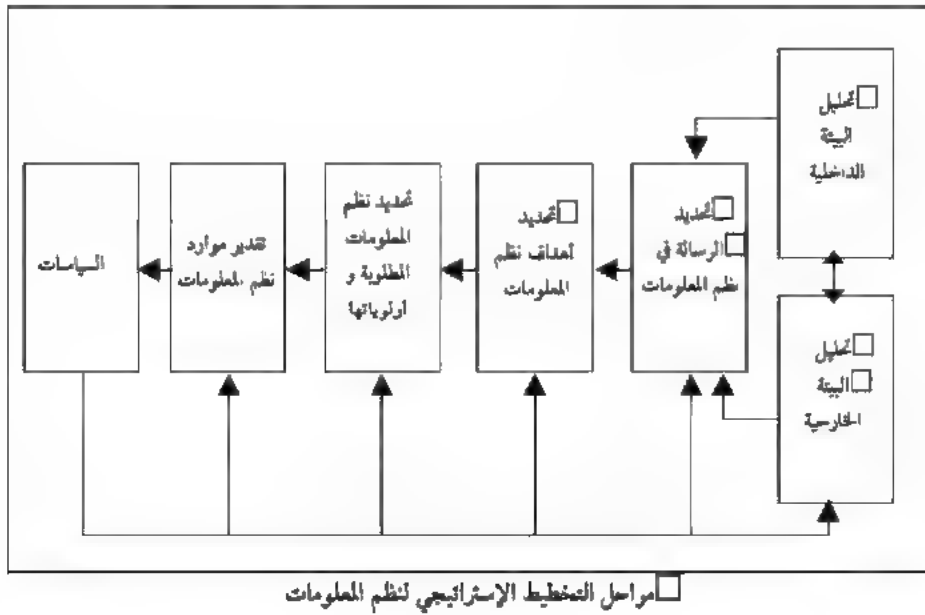 تحليل
البيئة
الداخلية
تحليل
البيئة
الخارجية
تحديد
الرسالة في
نظم المعلومات
تحديد
أهداف نظم
المعلومات
تحديد نظم
المعلومات
المطلوبة و
أولوياتها
تقدير موارد
نظم المعلومات
السياسات
مراحل التخطيط الإستراتيجي لنظم المعلومات